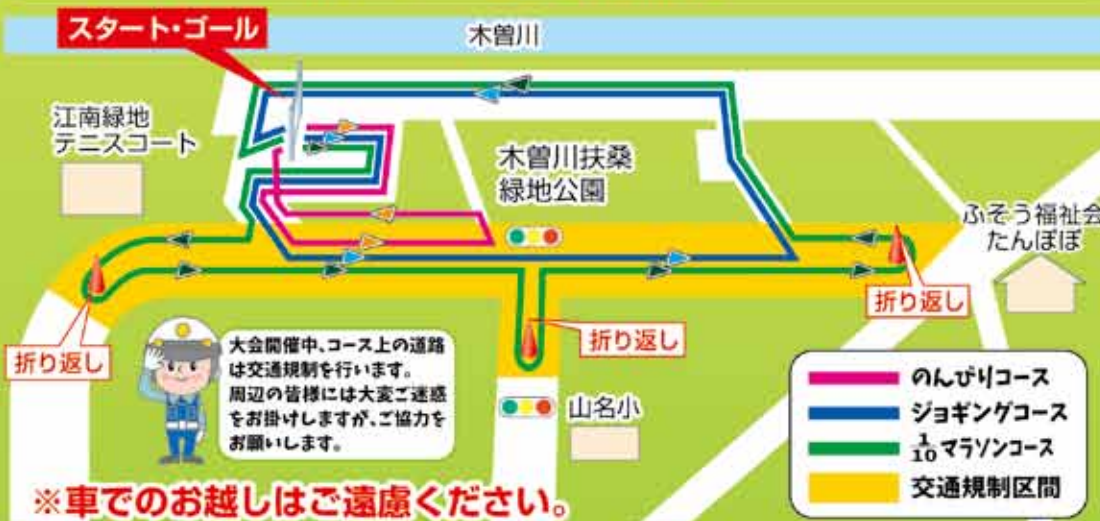 スタート・ゴール
木曽川
江南緑地
テニスコート
木曽川扶桑
緑地公園
ふそう福祉会
たんぽぽ
折り返し
折り返し
折り返し
大会開催中、コース上の道路
は交通規制を行います。
周辺の皆様には大変ご迷惑
をお掛けしますが、ご協力を
お願いします。
山名小
のんびりコース
ジョギングコース
1/10マラソンコース
交通規制区間
※車でのお越しはご遠慮ください。